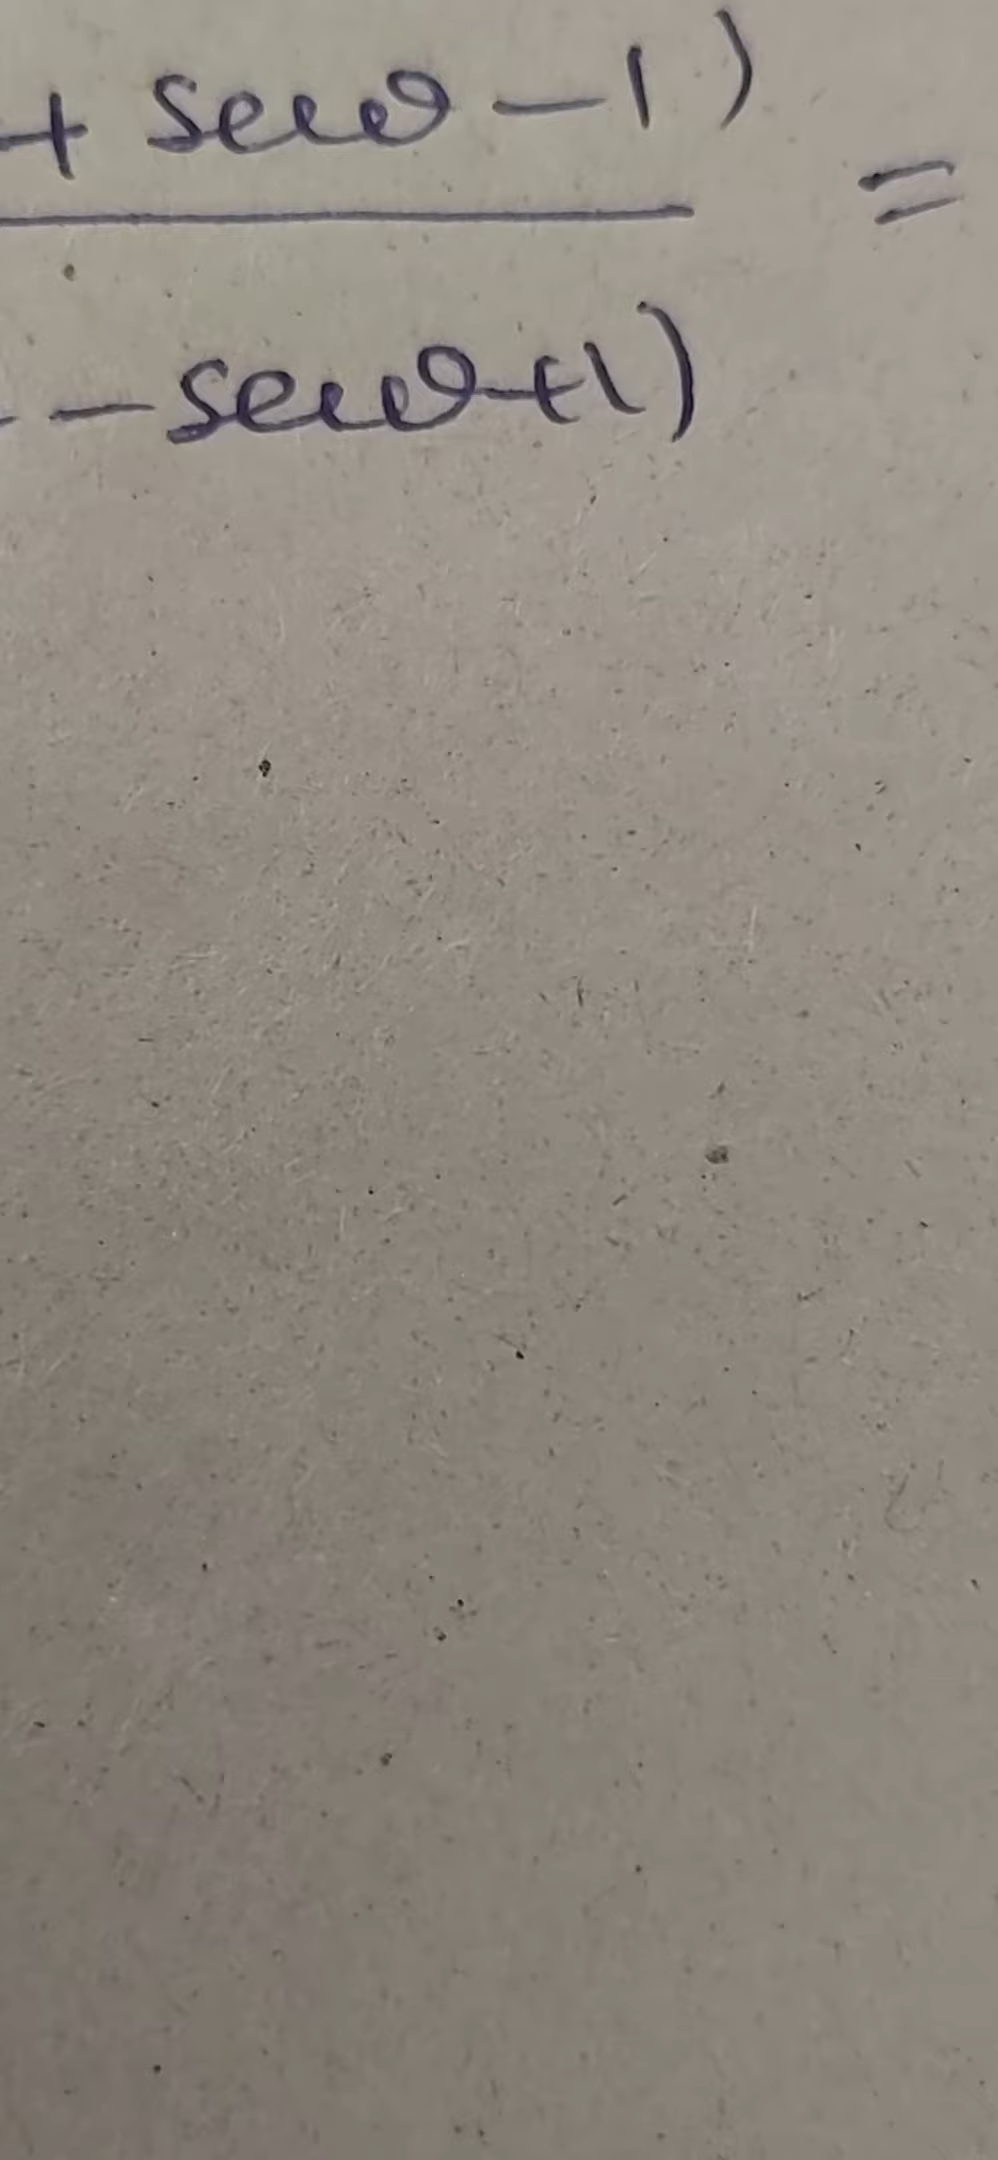 + secθ - 1) =
- secθ + 1)